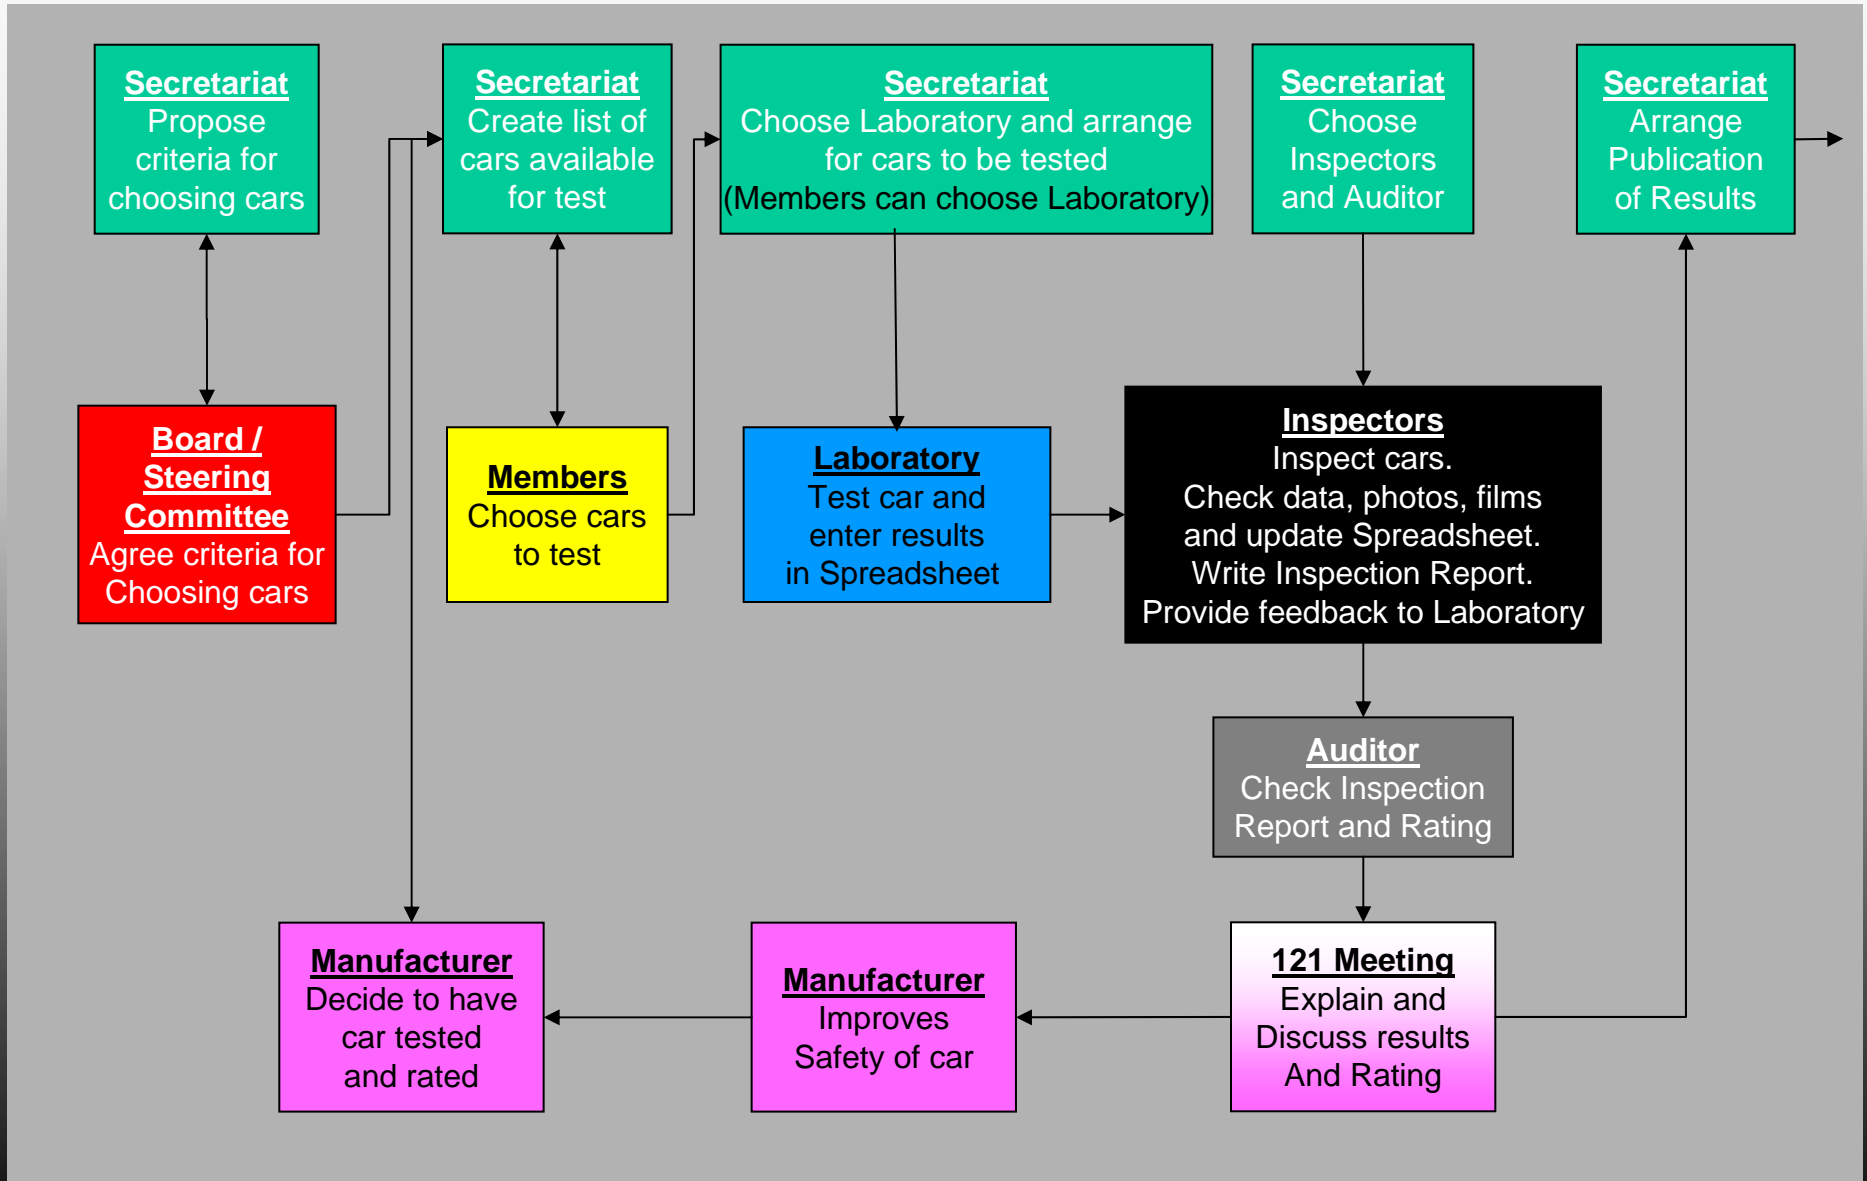 Secretariat
Propose
criteria for
choosing cars
Secretariat
Create list of
cars available
for test
Secretariat
Choose Laboratory and arrange
for cars to be tested
(Members can choose Laboratory)
Secretariat
Choose
Inspectors
and Auditor
Secretariat
Arrange
Publication
of Results
Board /
Steering
Committee
Agree criteria for
Choosing cars
Members
Choose cars
to test
Laboratory
Test car and
enter results
in Spreadsheet
Inspectors
Inspect cars.
Check data, photos, films
and update Spreadsheet.
Write Inspection Report.
Provide feedback to Laboratory
Auditor
Check Inspection
Report and Rating
Manufacturer
Decide to have
car tested
and rated
Manufacturer
Improves
Safety of car
121 Meeting
Explain and
Discuss results
And Rating